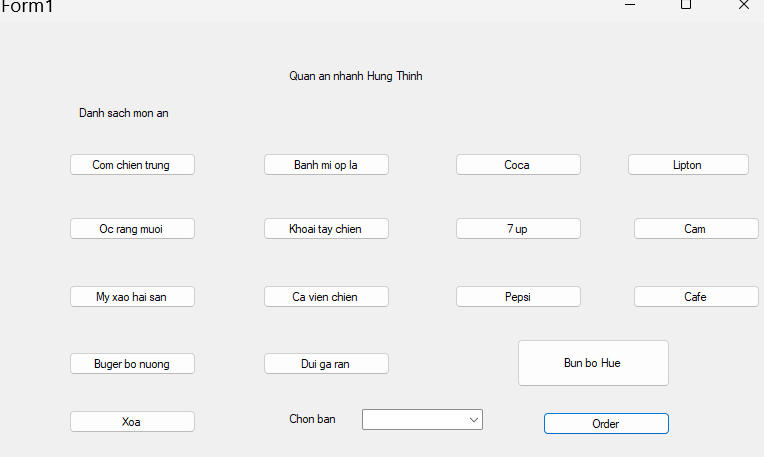 Form1
Quan an nhanh Hung Thinh
Danh sach mon an
Com chien trung
Banh mi op la
Coca
Lipton
Oc rang muoi
Khoai tay chien
7 up
Cam
My xao hai san
Ca vien chien
Pepsi
Cafe
Buger bo nuong
Dui ga ran
Bun bo Hue
Xoa
Chon ban
Order